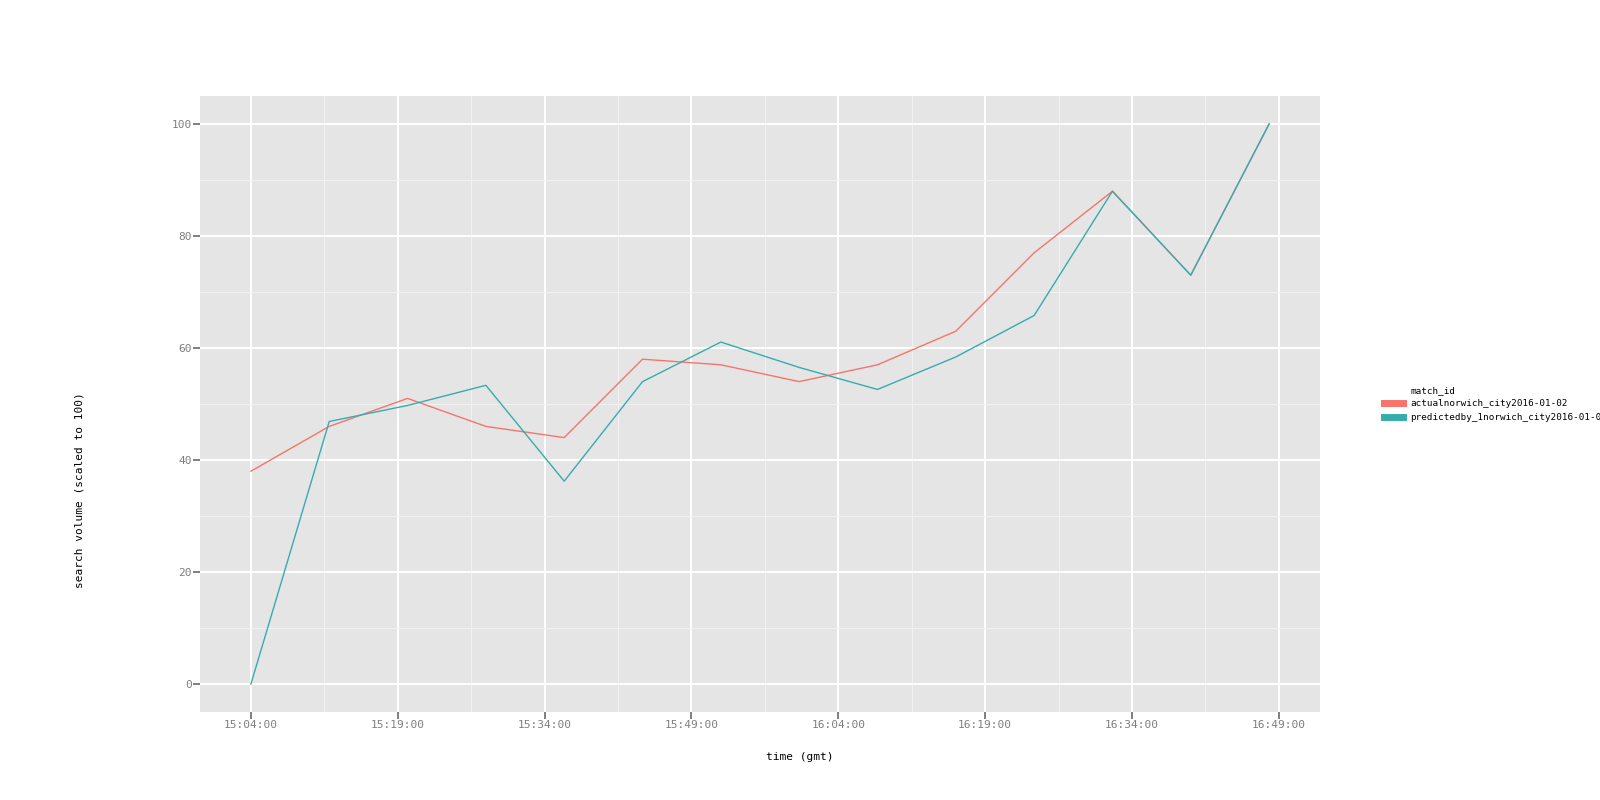 100
80
60
40
20
0
search volume (scaled to 100)
15:04:00 15:19:00 15:34:00 15:49:00 16:04:00 16:19:00 16:34:00 16:49:00
time (gmt)
match_id
actualnorwich_city2016-01-02
predictedby_1norwich_city2016-01-0